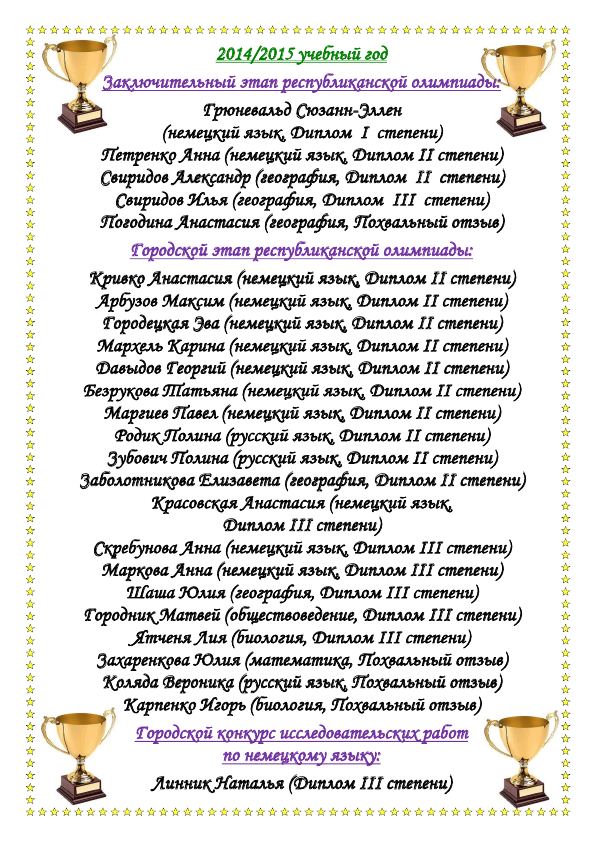 2014/2015 учебный год
Заключительный этап республиканской олимпиады:
Грюневальд Сюзанн-Эллен
(немецкий язык, Диплом I степени)
Петренко Анна (немецкий язык, Диплом II степени)
Свиридов Александр (география, Диплом II степени)
Свиридов Илья (география, Диплом III степени)
Погодина Анастасия (география, Похвальный отзыв)
Городской этап республиканской олимпиады:
Кривко Анастасия (немецкий язык, Диплом II степени)
Арбузов Максим (немецкий язык, Диплом II степени)
Городецкая Эва (немецкий язык, Диплом II степени)
Мархель Карина (немецкий язык, Диплом II степени)
Давыдов Георгий (немецкий язык, Диплом II степени)
Безрукова Татьяна (немецкий язык, Диплом II степени)
Маргиев Павел (немецкий язык, Диплом II степени)
Родик Полина (русский язык, Диплом II степени)
Зубович Полина (русский язык, Диплом II степени)
Заболотникова Елизавета (география, Диплом II степени)
Красовская Анастасия (немецкий язык,
Диплом III степени)
Скребунова Анна (немецкий язык, Диплом III степени)
Маркова Анна (немецкий язык, Диплом III степени)
Шаша Юлия (география, Диплом III степени)
Городник Матвей (обществоведение, Диплом III степени)
Ятченя Лия (биология, Диплом III степени)
Захаренкова Юлия (математика, Похвальный отзыв)
Коляда Вероника (русский язык, Похвальный отзыв)
Карпенко Игорь (биология, Похвальный отзыв)
Городской конкурс исследовательских работ
по немецкому языку:
Линник Наталья (Диплом III степени)